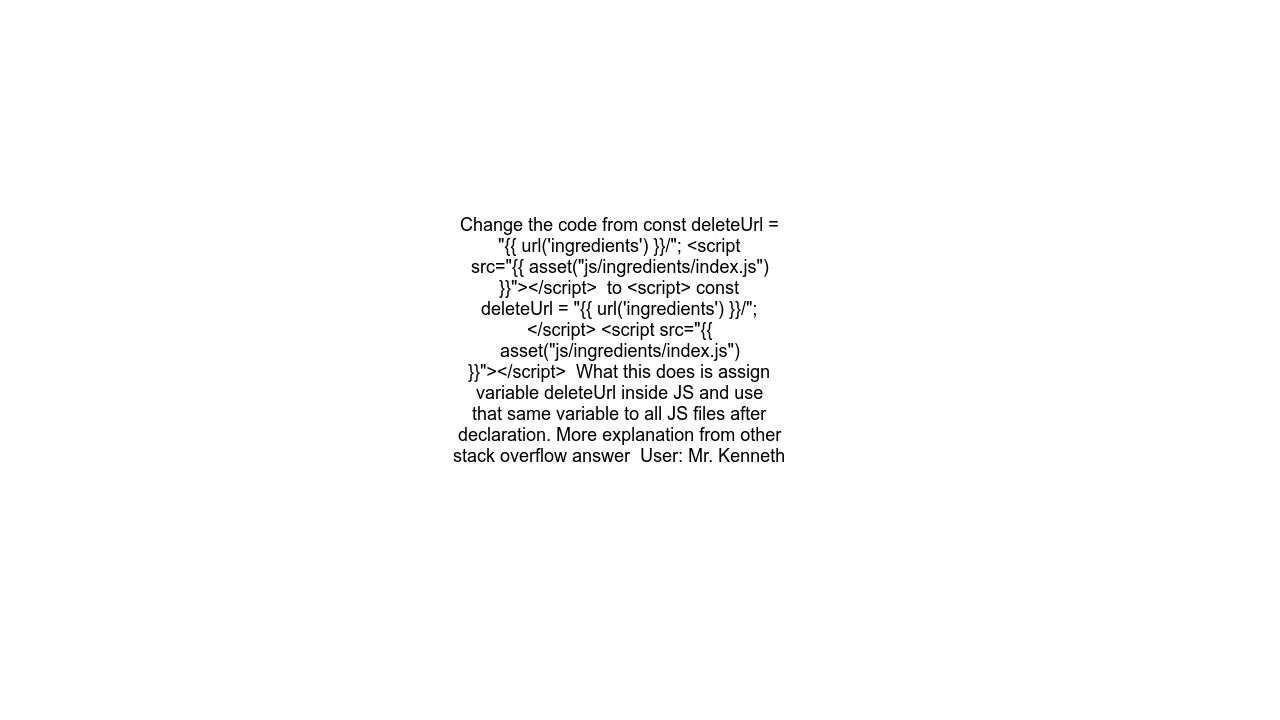 Change the code from const deleteUrl =
"{{ url('ingredients') }}/"; <script
src="{{ asset("js/ingredients/index.js")
}}"></script>  to <script> const
deleteUrl = "{{ url('ingredients') }}/";
</script> <script src="{{
asset("js/ingredients/index.js")
}}"></script>  What this does is assign
variable deleteUrl inside JS and use
that same variable to all JS files after
declaration. More explanation from other
stack overflow answer  User: Mr. Kenneth